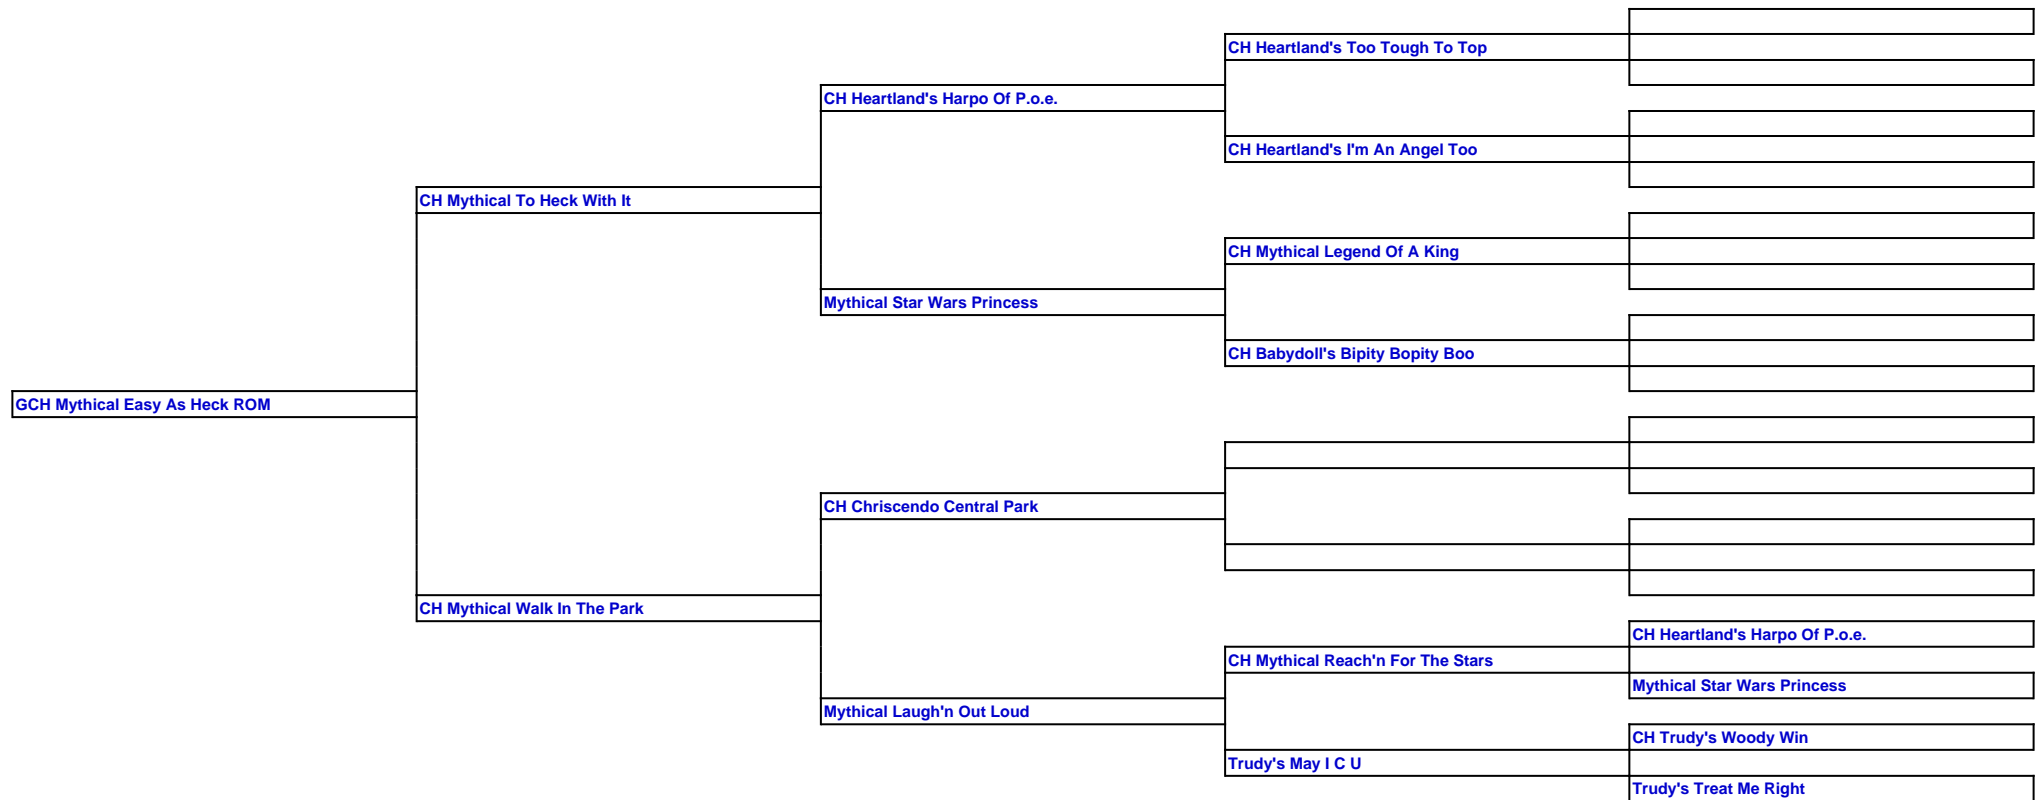 CH Heartland's Too Tough To Top
CH Heartland's Harpo Of P.o.e.
CH Heartland's I'm An Angel Too
CH Mythical To Heck With It
CH Mythical Legend Of A King
Mythical Star Wars Princess
CH Babydoll's Bipity Bopity Boo
GCH Mythical Easy As Heck ROM
CH Chriscendo Central Park
CH Mythical Walk In The Park
CH Heartland's Harpo Of P.o.e.
CH Mythical Reach'n For The Stars
Mythical Star Wars Princess
Mythical Laugh'n Out Loud
CH Trudy's Woody Win
Trudy's May I C U
Trudy's Treat Me Right